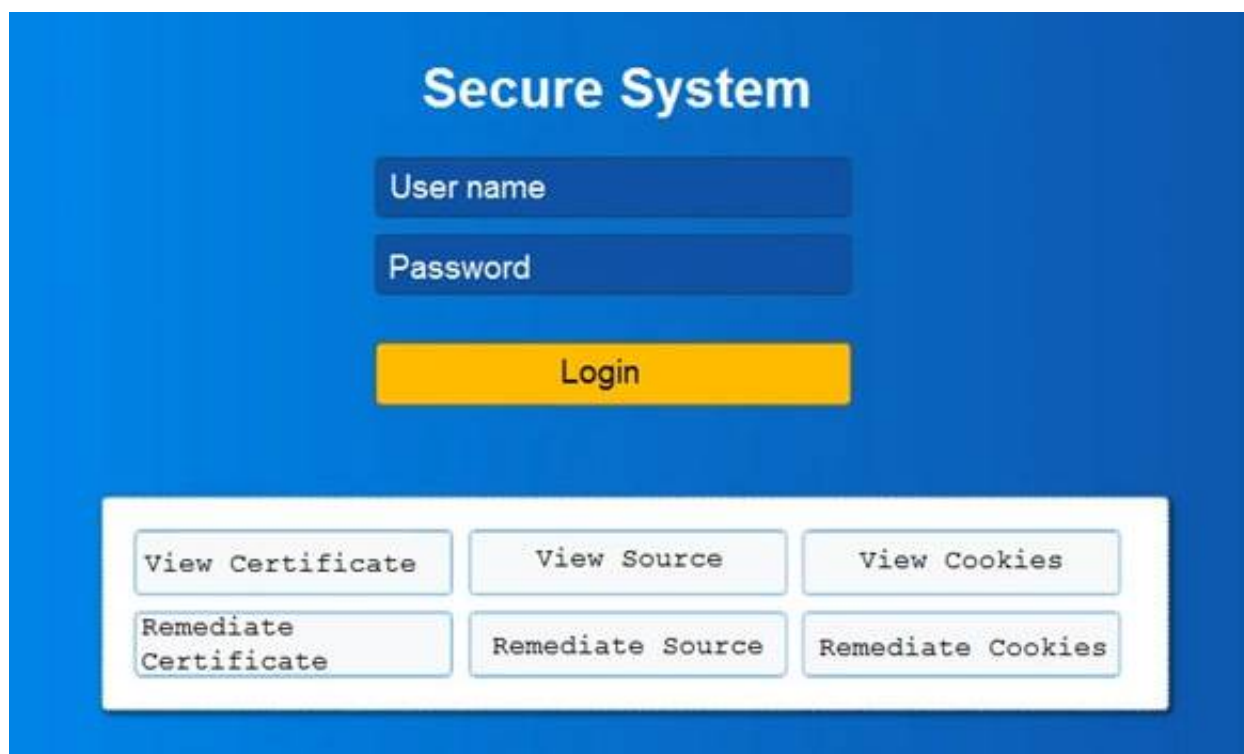 Secure System
User name
Password
Login
View Certificate
View Source
View Cookies
Remediate
Certificate
Remediate Source
Remediate Cookies